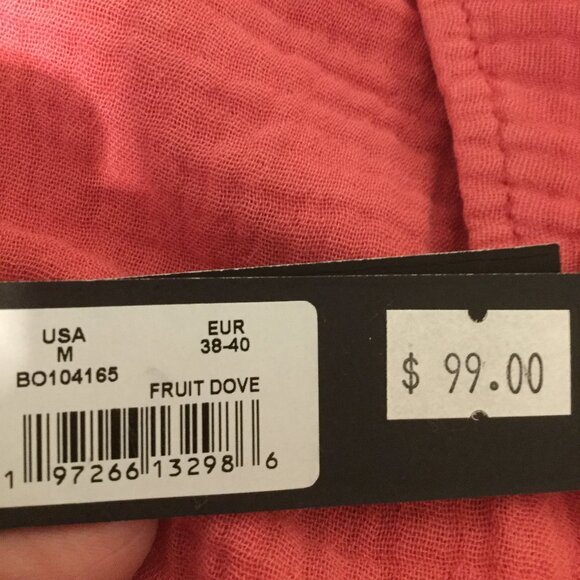 USA
M
BO104165
EUR
38-40
FRUIT DOVE
1 97266 13298 6
$ 99.00